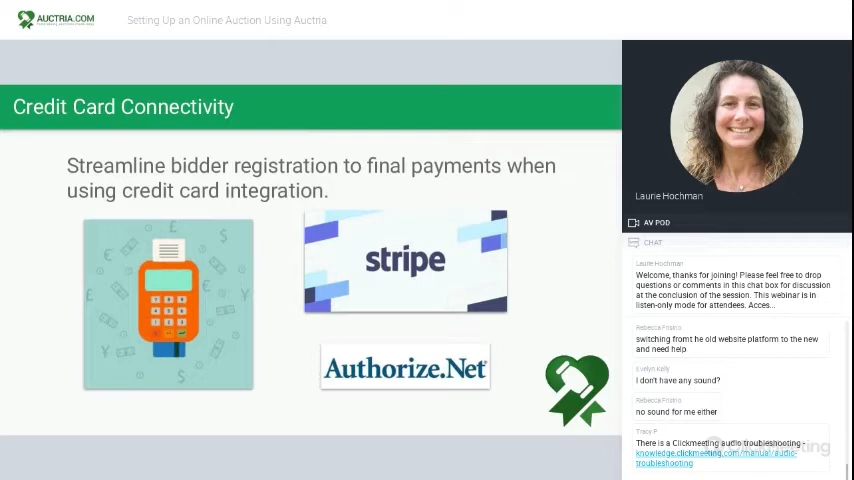 AUCTRIA.COM
Setting Up an Online Auction Using Auctria
Credit Card Connectivity
Streamline bidder registration to final payments when
using credit card integration.
stripe
Authorize.Net
Laurie Hochman
AV POD
CHAT
Laurie Hochman
Welcome, thanks for joining! Please feel free to drop
questions or comments in this chat box for discussion
at the conclusion of the session. This webinar is in
listen-only mode for attendees. Acces...
switching fromt he old website platform to the new
and need help
Evelyn Kelly
I don't have any sound?
no sound for me either
Tracy P
There is a Clickmeeting audio troubleshooting -
knowledge.clickmeeting.com/manual/audio-
troubleshooting
ClickMeeting